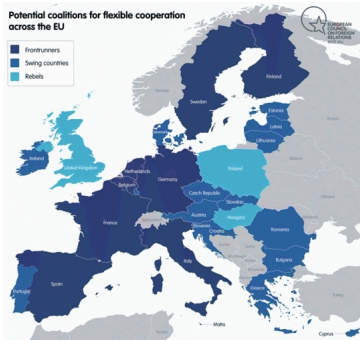 Potential coalitions for flexible cooperation
across the EU
EUROPEAN
COUNCIL
ON FOREIGN
RELATIONS
Frontrunners
Swing countries
Rebels
Finland
Sweden
Estonia
Latvia
Lithuania
Denmark
Ireland
United Kingdom
Netherlands
Belgium
Germany
Poland
Czech Republic
Slovakia
Austria
Hungary
Slovenia
Croatia
Romania
France
Italy
Bulgaria
Portugal
Spain
Greece
Malta
Cyprus